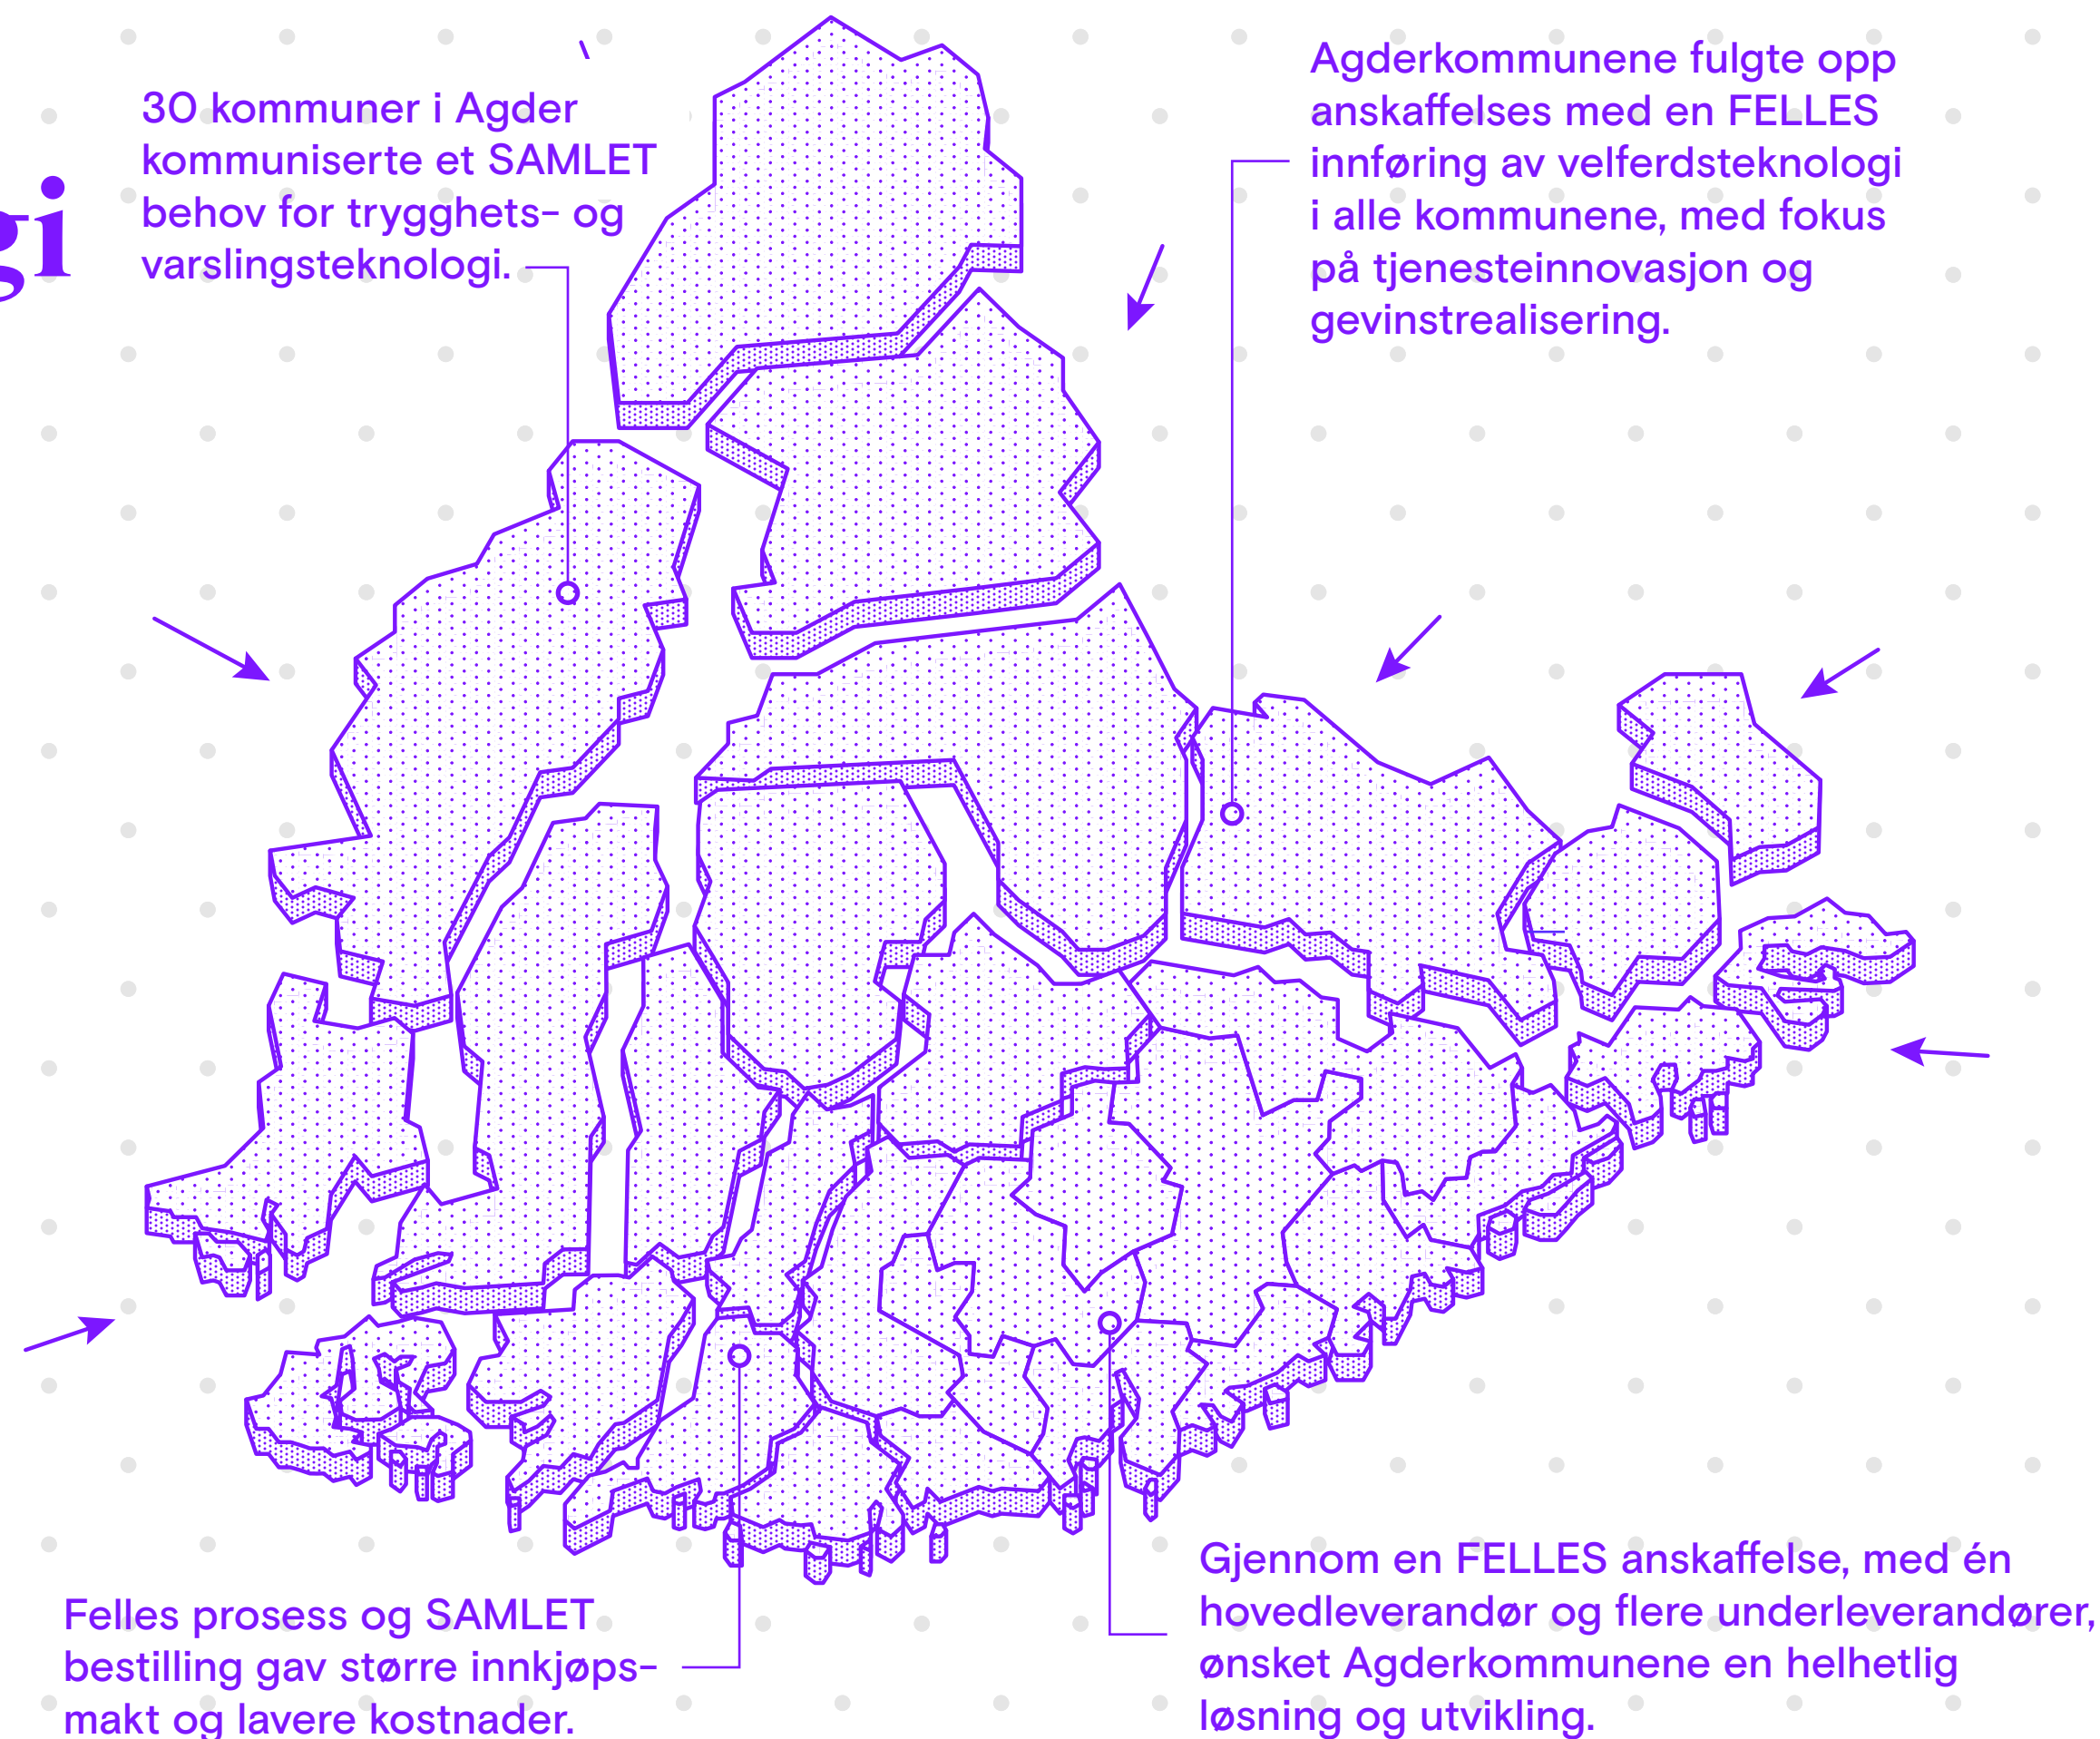 gi
30 kommuner i Agder
kommuniserte et SAMLET
behov for trygghets- og
varslingsteknologi.
Agderkommunene fulgte opp
anskaffelses med en FELLES
innføring av velferdsteknologi
i alle kommunene, med fokus
på tjenesteinnovasjon og
gevinstrealisering.
Felles prosess og SAMLET
bestilling gav større innkjøps-
makt og lavere kostnader.
Gjennom en FELLES anskaffelse, med én
hovedleverandør og flere underleverandører,
ønsket Agderkommunene en helhetlig
løsning og utvikling.